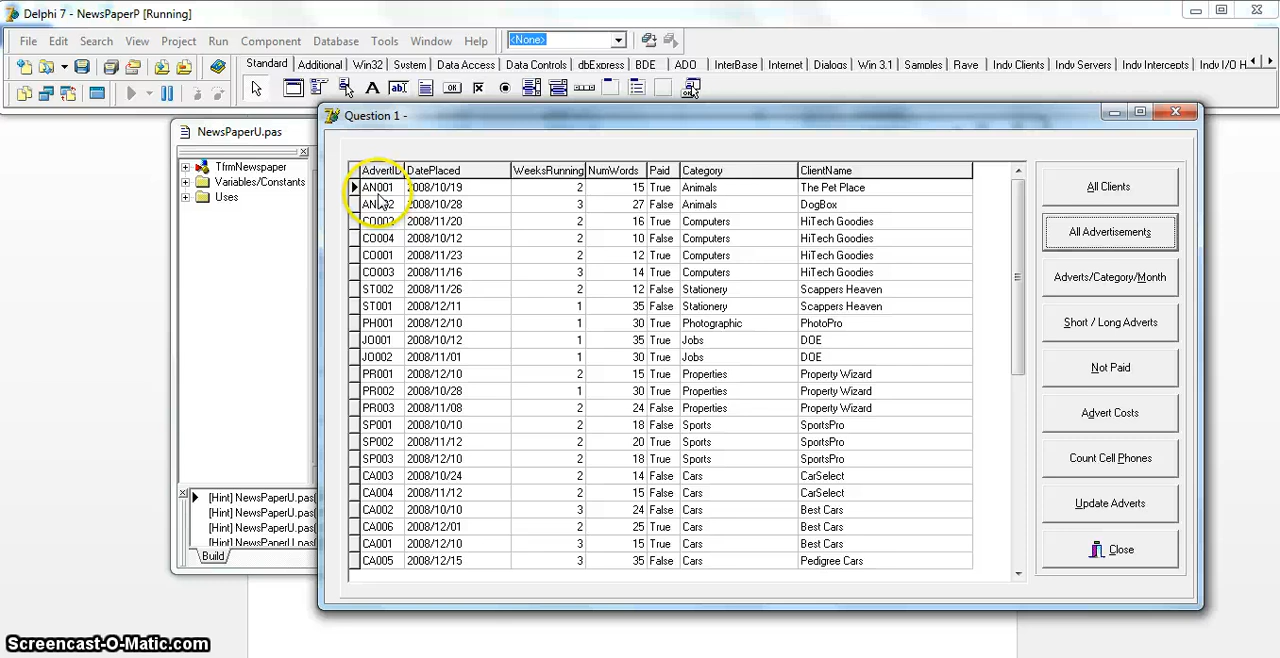 Delphi 7 - NewsPaperP [Running]
File Edit Search View Project Run Component Database Tools Window Help <None>
Standard Additional Win32 System Data Access Data Controls dbExpress BDE ADO InterBase Internet Dialogs Win 3.1 Samples Rave Indy Clients Indy Servers Indy Intercepts Indy I/O H
NewsPaperU.pas
TfrmNewspaper
Variables/Constants
Uses
[Hint] NewsPaperU.pas(
[Hint] NewsPaperU.pas(
[Hint] NewsPaperU.pas(
[Hint] NewsPaperU.pas(
Build
Question 1 -
AdvertID DatePlaced WeeksRunning NumWords Paid Category ClientName
AN001 2008/10/19 2 15 True Animals The Pet Place
AN002 2008/10/28 3 27 False Animals DogBox
CO002 2008/11/20 2 16 True Computers HiTech Goodies
CO004 2008/10/12 2 10 False Computers HiTech Goodies
CO001 2008/11/23 2 12 True Computers HiTech Goodies
CO003 2008/11/16 3 14 True Computers HiTech Goodies
ST002 2008/11/26 2 12 False Stationery Scappers Heaven
ST001 2008/12/11 1 35 False Stationery Scappers Heaven
PH001 2008/12/10 1 30 True Photographic PhotoPro
JO001 2008/10/12 1 35 True Jobs DOE
JO002 2008/11/01 1 30 True Jobs DOE
PR001 2008/12/10 2 15 True Properties Property Wizard
PR002 2008/10/28 1 30 True Properties Property Wizard
PR003 2008/11/08 2 24 False Properties Property Wizard
SP001 2008/10/10 2 18 False Sports SportsPro
SP002 2008/11/12 2 20 True Sports SportsPro
SP003 2008/12/10 2 18 True Sports SportsPro
CA003 2008/10/24 2 14 False Cars CarSelect
CA004 2008/11/12 2 15 False Cars CarSelect
CA002 2008/10/10 3 24 False Cars Best Cars
CA006 2008/12/01 2 25 True Cars Best Cars
CA001 2008/12/10 3 15 True Cars Best Cars
CA005 2008/12/15 3 35 False Cars Pedigree Cars
All Clients
All Advertisements
Adverts/Category/Month
Short / Long Adverts
Not Paid
Advert Costs
Count Cell Phones
Update Adverts
Close
Screencast-O-Matic.com